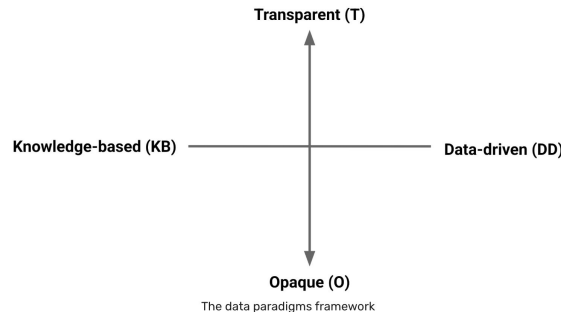 Transparent (T)
Knowledge-based (KB)
Data-driven (DD)
Opaque (O)
The data paradigms framework